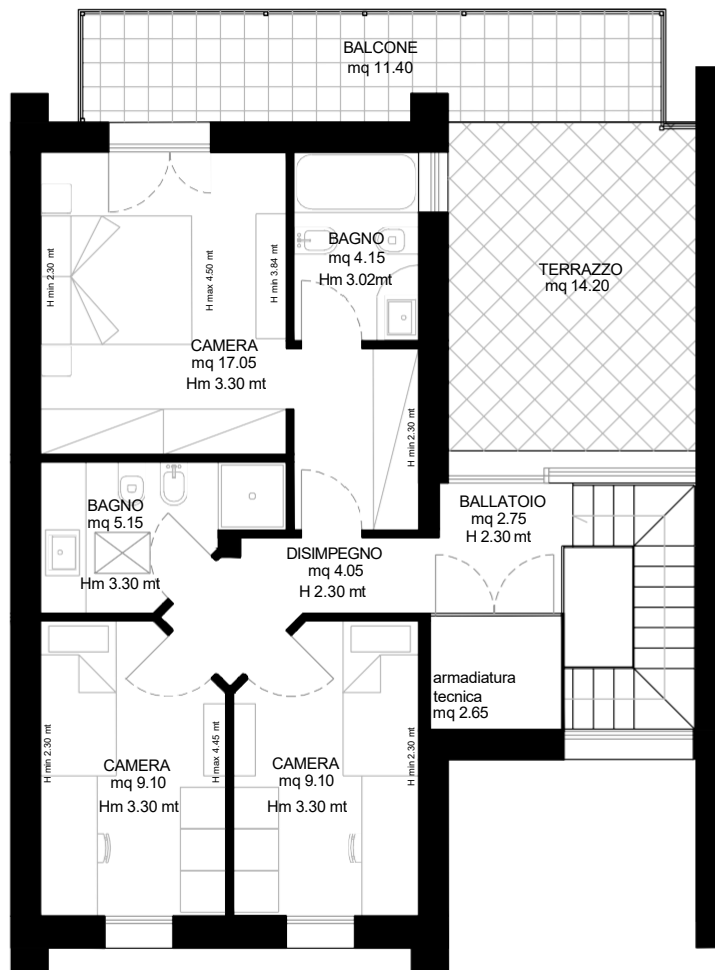 BALCONE
mq 11.40
BAGNO
mq 4.15
Hm 3.02mt
TERRAZZO
mq 14.20
H min 2.30 mt
H max 4.50 mt
H min 3.84 mt
CAMERA
mq 17.05
Hm 3.30 mt
H min 2.30 mt
BAGNO
mq 5.15
Hm 3.30 mt
BALLATOIO
mq 2.75
H 2.30 mt
DISIMPEGNO
mq 4.05
H 2.30 mt
armadiatura
tecnica
mq 2.65
H min 2.30 mt
CAMERA
mq 9.10
Hm 3.30 mt
H max 4.45 mt
CAMERA
mq 9.10
Hm 3.30 mt
H min 2.30 mt